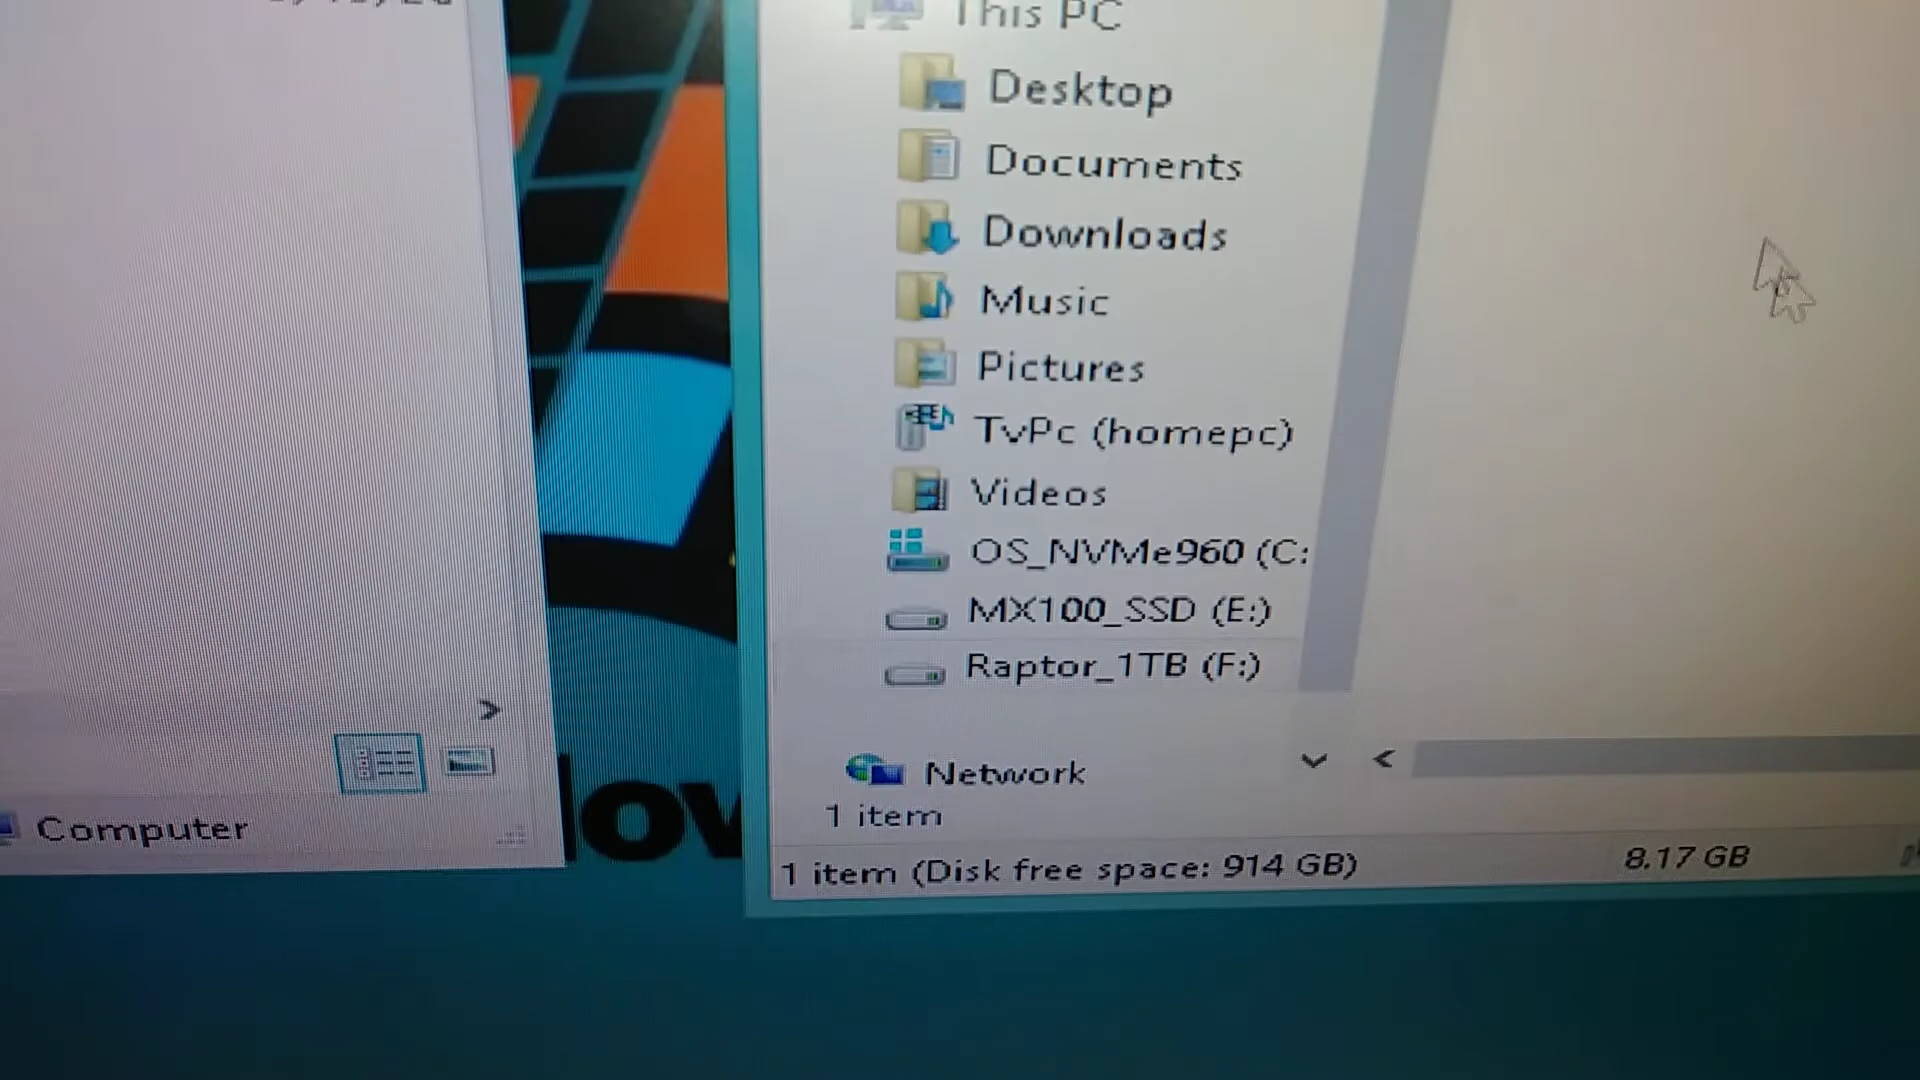 This PC
Desktop
Documents
Downloads
Music
Pictures
TvPc (homepc)
Videos
OS_NVMe960 (C:
MX100_SSD (E:)
Raptor_1TB (F:)
Network
1 item
1 item (Disk free space: 914 GB)
8.17 GB
Computer